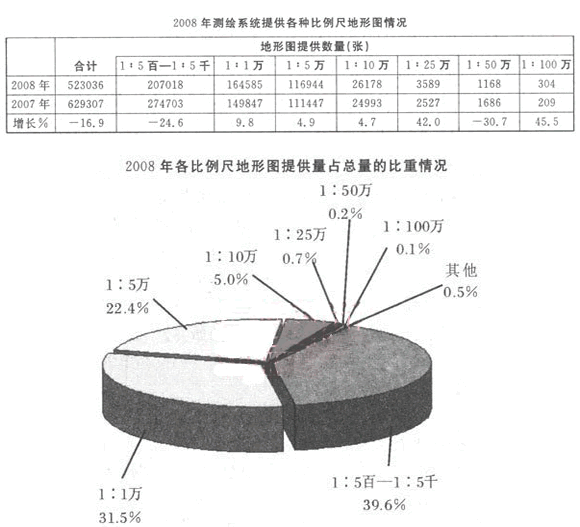 2008年测绘系统提供各种比例尺地形图情况
地形图提供数量(张)
合计 1∶5百—1∶5千 1∶1万 1∶5万 1∶10万 1∶25万 1∶50万 1∶100万
2008年 523036 207018 164585 116944 26178 3589 1168 304
2007年 629307 274703 149847 111447 24993 2527 1686 209
增长% -16.9 -24.6 9.8 4.9 4.7 42.0 -30.7 45.5
2008年各比例尺地形图提供量占总量的比重情况
1∶50万
0.2%
1∶100万
0.1%
1∶25万
0.7%
1∶10万
5.0%
其他
0.5%
1∶5万
22.4%
1∶1万
31.5%
1∶5百—1∶5千
39.6%